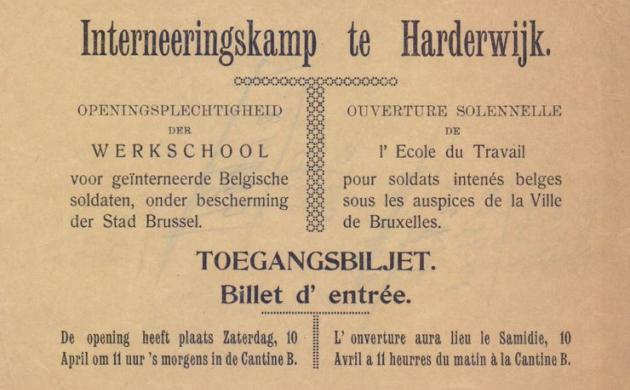 Interneeringskamp te Harderwijk.
OPENINGSPLECHTIGHEID
DER
WERKSCHOOL
voor geïnterneerde Belgische
soldaten, onder bescherming
der Stad Brussel.
OUVERTURE SOLENNELLE
DE
l' Ecole du Travail
pour soldats intenés belges
sous les auspices de la Ville
de Bruxelles.
TOEGANGSBILJET.
Billet d' entrée.
De opening heeft plaats Zaterdag, 10
April om 11 uur 's morgens in de Cantine B.
L' onverture aura lieu le Samidie, 10
Avril a 11 heurres du matin à la Cantine B.